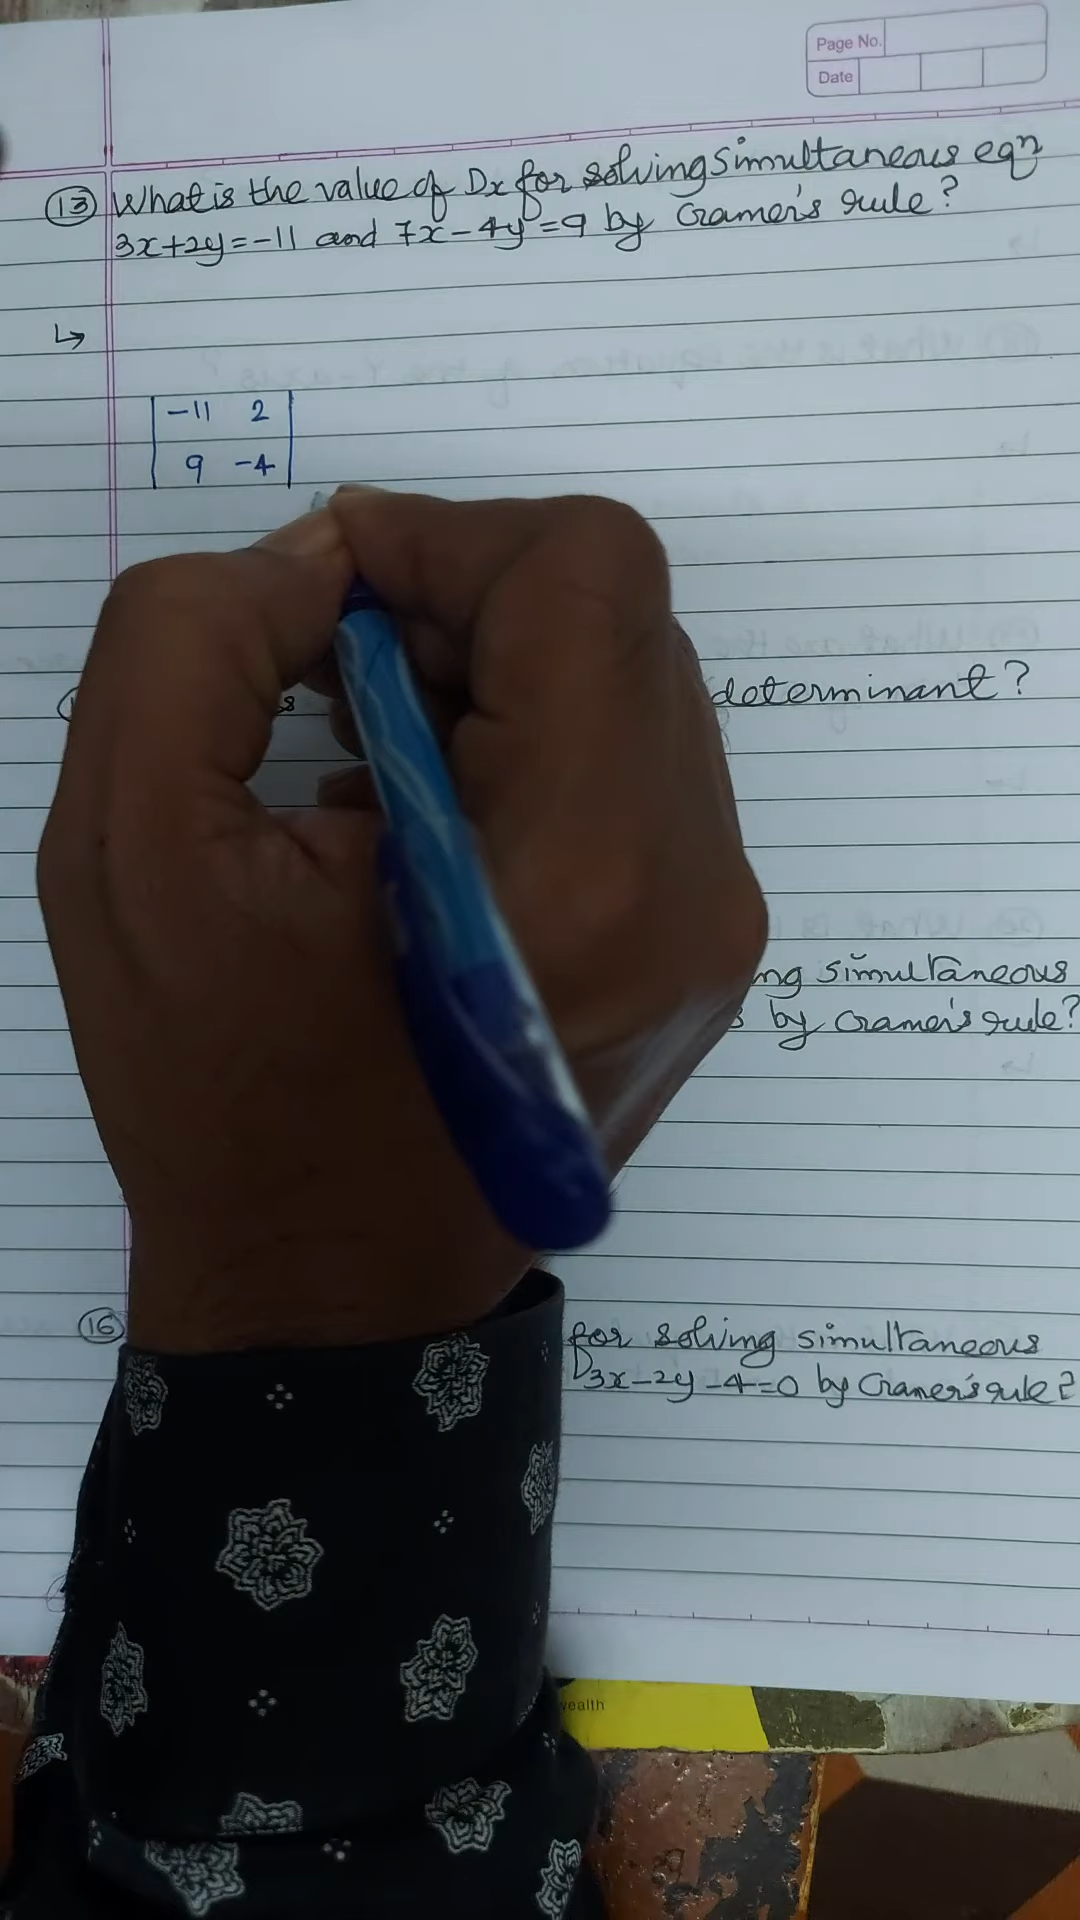 Page No.
Date
13 What is the value of Dx for solving simultaneous eqn
3x+2y=-11 and 7x-4y=9 by Cramer's rule?
↳
-11 2
9 -4
determinant?
simultaneous
by Cramer's rule?
16 for solving simultaneous
3x-2y-4=0 by Cramer's rule?